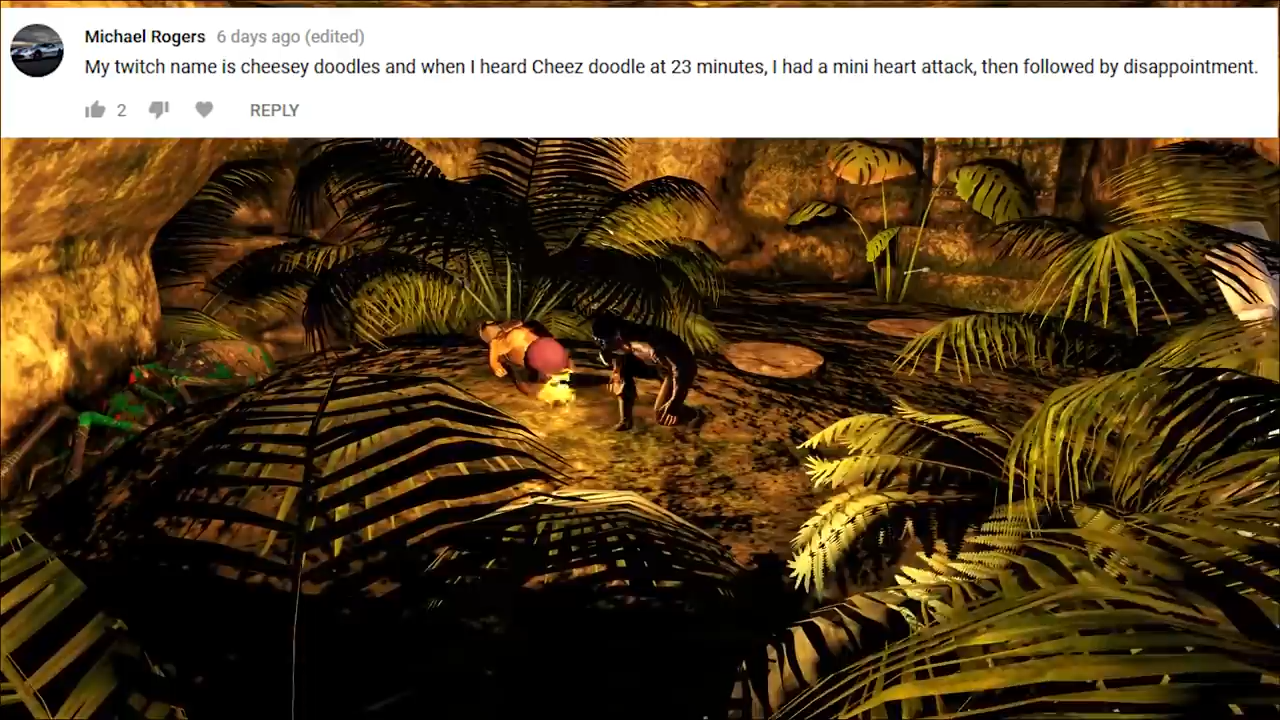 Michael Rogers 6 days ago (edited)
My twitch name is cheesey doodles and when I heard Cheez doodle at 23 minutes, I had a mini heart attack, then followed by disappointment.
2 REPLY